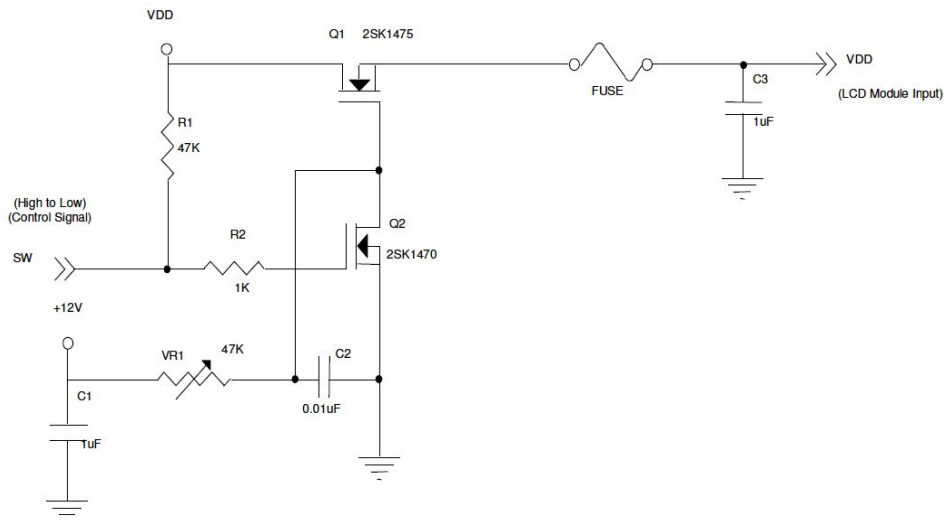 VDD
Q1 2SK1475
VDD
C3
(LCD Module Input)
FUSE
1uF
R1
47K
(High to Low)
(Control Signal)
R2
Q2
SW
2SK1470
1K
+12V
VR1
47K
C2
C1
0.01uF
1uF